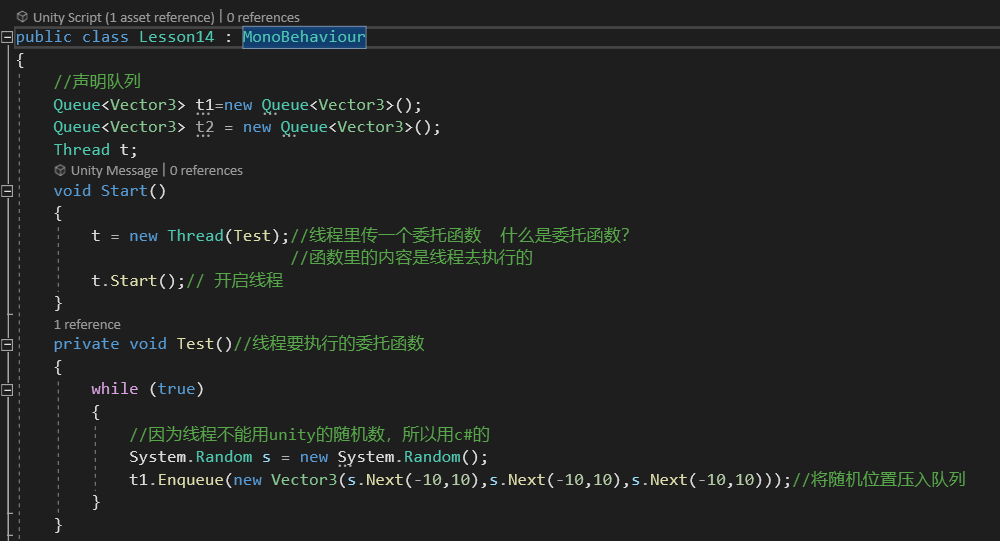 Unity Script (1 asset reference) | 0 references
public class Lesson14 : MonoBehaviour
{
//声明队列
Queue<Vector3> t1=new Queue<Vector3>();
Queue<Vector3> t2 = new Queue<Vector3>();
Thread t;
Unity Message | 0 references
void Start()
{
t = new Thread(Test);//线程里传一个委托函数  什么是委托函数?
//函数里的内容是线程去执行的
t.Start();// 开启线程
}
1 reference
private void Test()//线程要执行的委托函数
{
while (true)
{
//因为线程不能用unity的随机数，所以用c#的
System.Random s = new System.Random();
t1.Enqueue(new Vector3(s.Next(-10,10),s.Next(-10,10),s.Next(-10,10)));//将随机位置压入队列
}
}